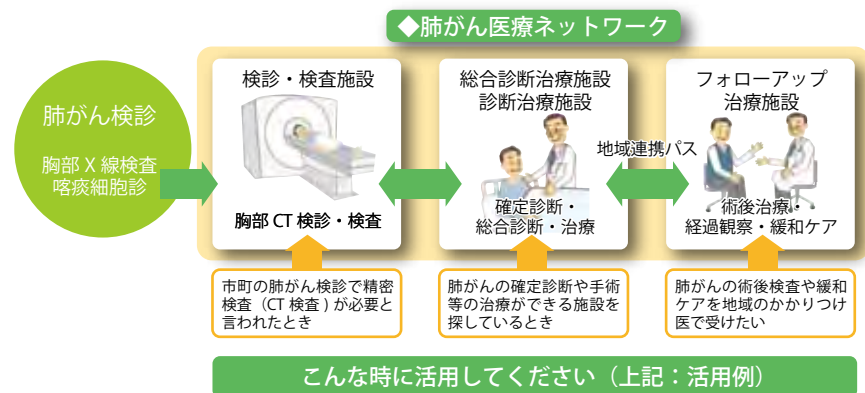 ◆肺がん医療ネットワーク
肺がん検診
胸部 X 線検査
喀痰細胞診
検診・検査施設
胸部 CT 検診・検査
総合診断治療施設
診断治療施設
確定診断・
総合診断・治療
地域連携パス
フォローアップ
治療施設
術後治療・
経過観察・緩和ケア
市町の肺がん検診で精密
検査（CT 検査 ) が必要と
言われたとき
肺がんの確定診断や手術
等の治療ができる施設を
探しているとき
肺がんの術後検査や緩和
ケアを地域のかかりつけ
医で受けたい
こんな時に活用してください（上記：活用例）